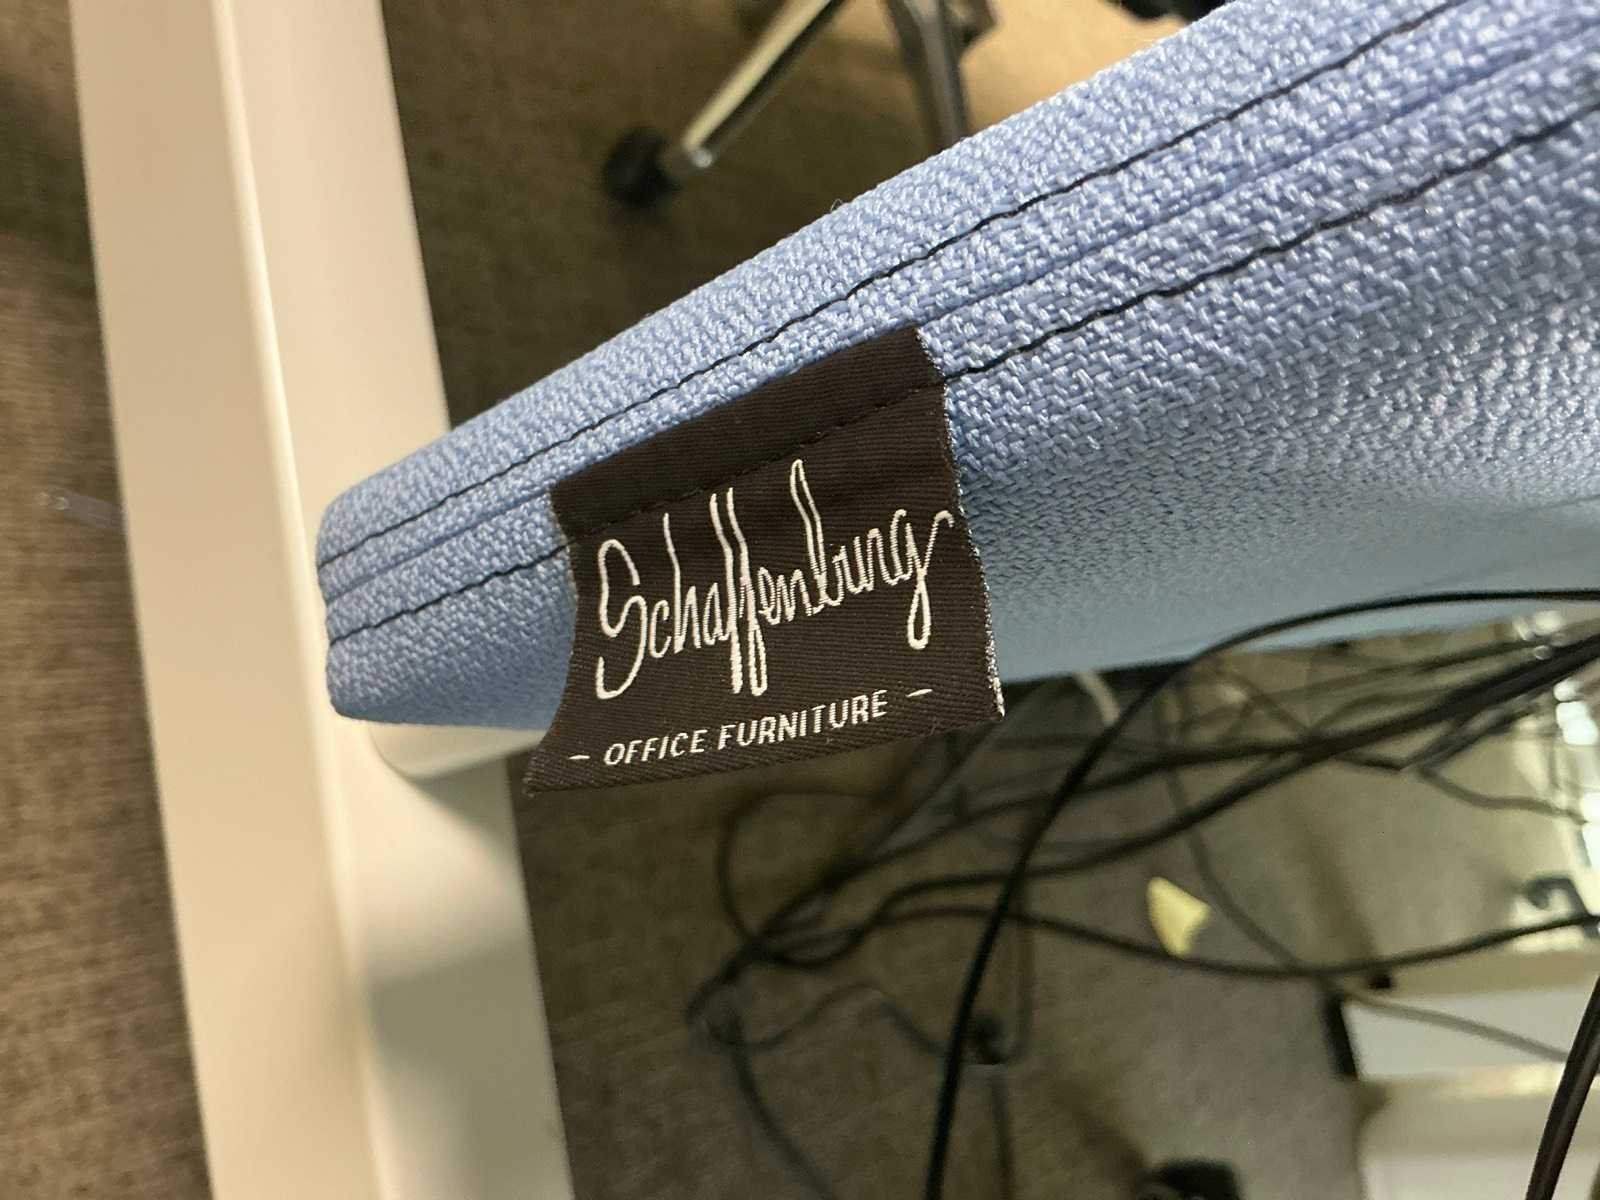 Schaffenburg
– OFFICE FURNITURE –